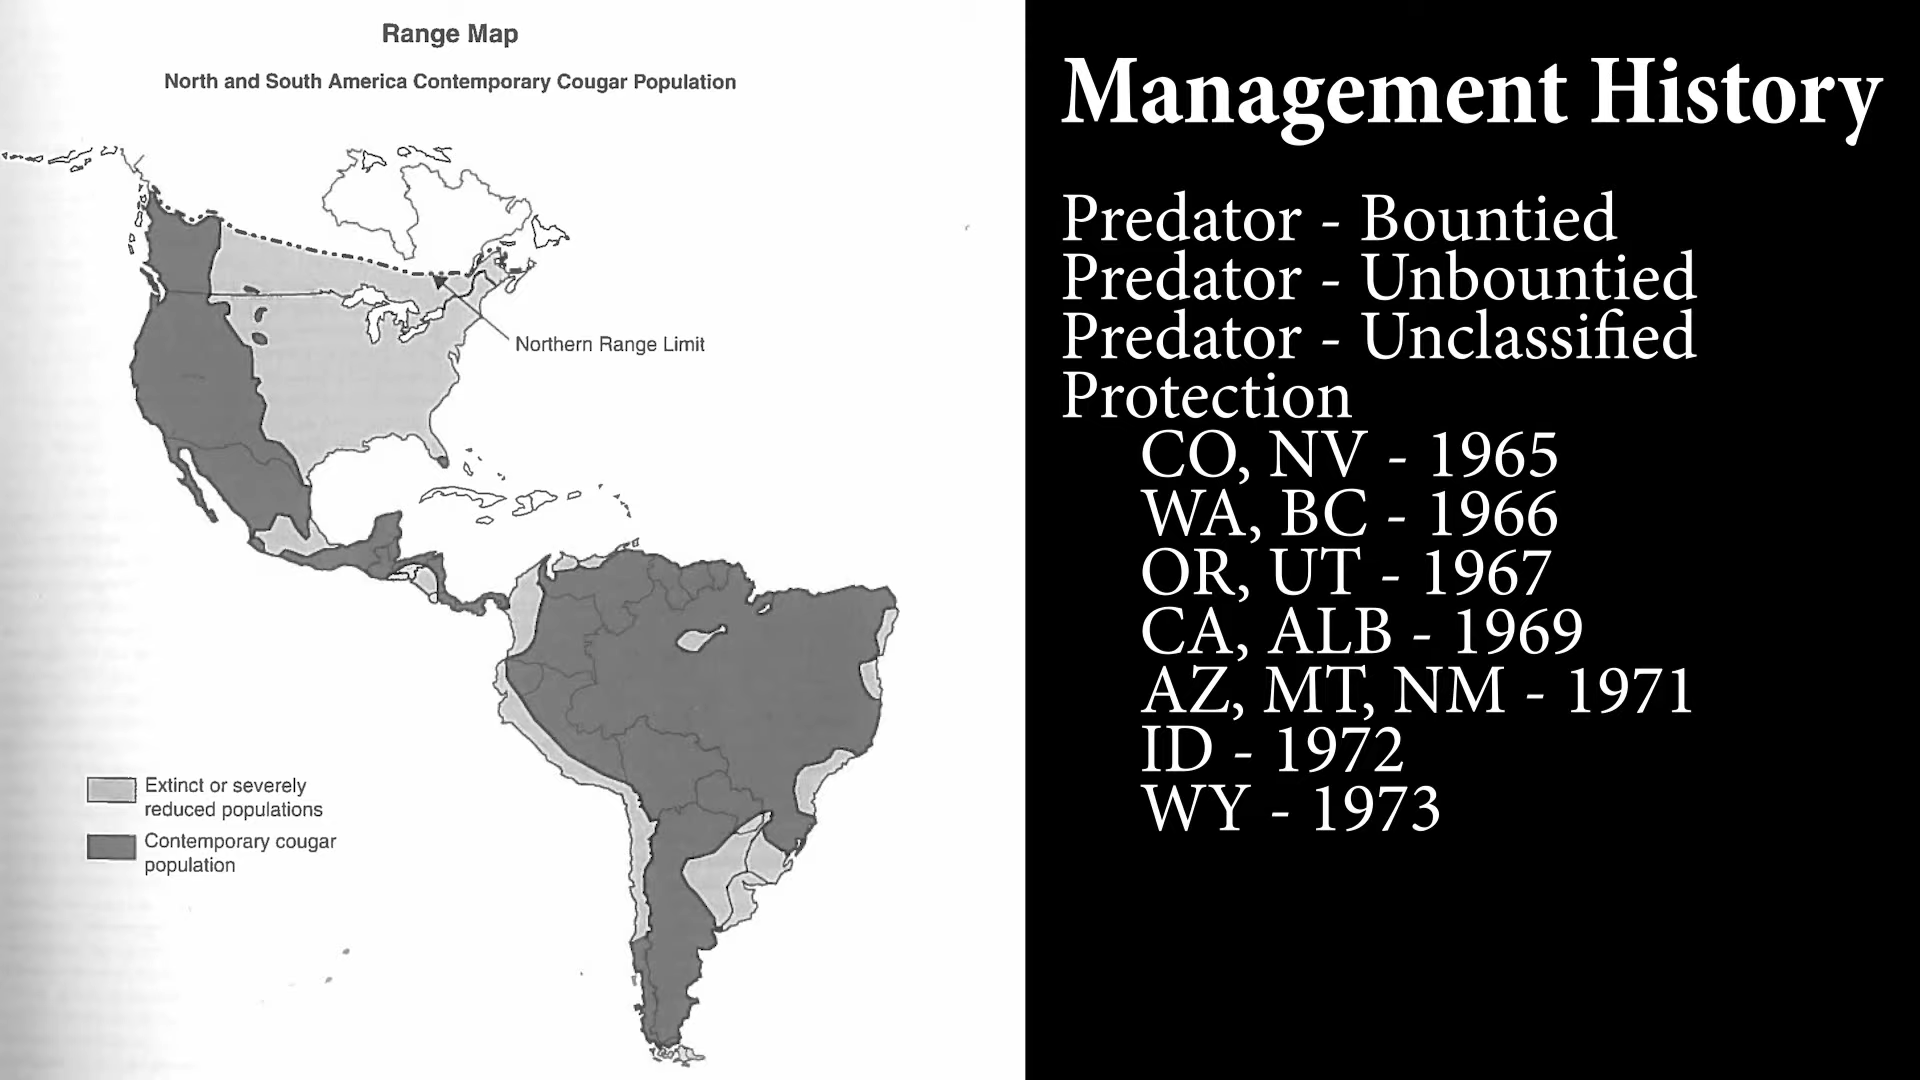 Range Map
North and South America Contemporary Cougar Population
Northern Range Limit
Extinct or severely
reduced populations
Contemporary cougar
population
Management History
Predator - Bountied
Predator - Unbountied
Predator - Unclassified
Protection
CO, NV - 1965
WA, BC - 1966
OR, UT - 1967
CA, ALB - 1969
AZ, MT, NM - 1971
ID - 1972
WY - 1973